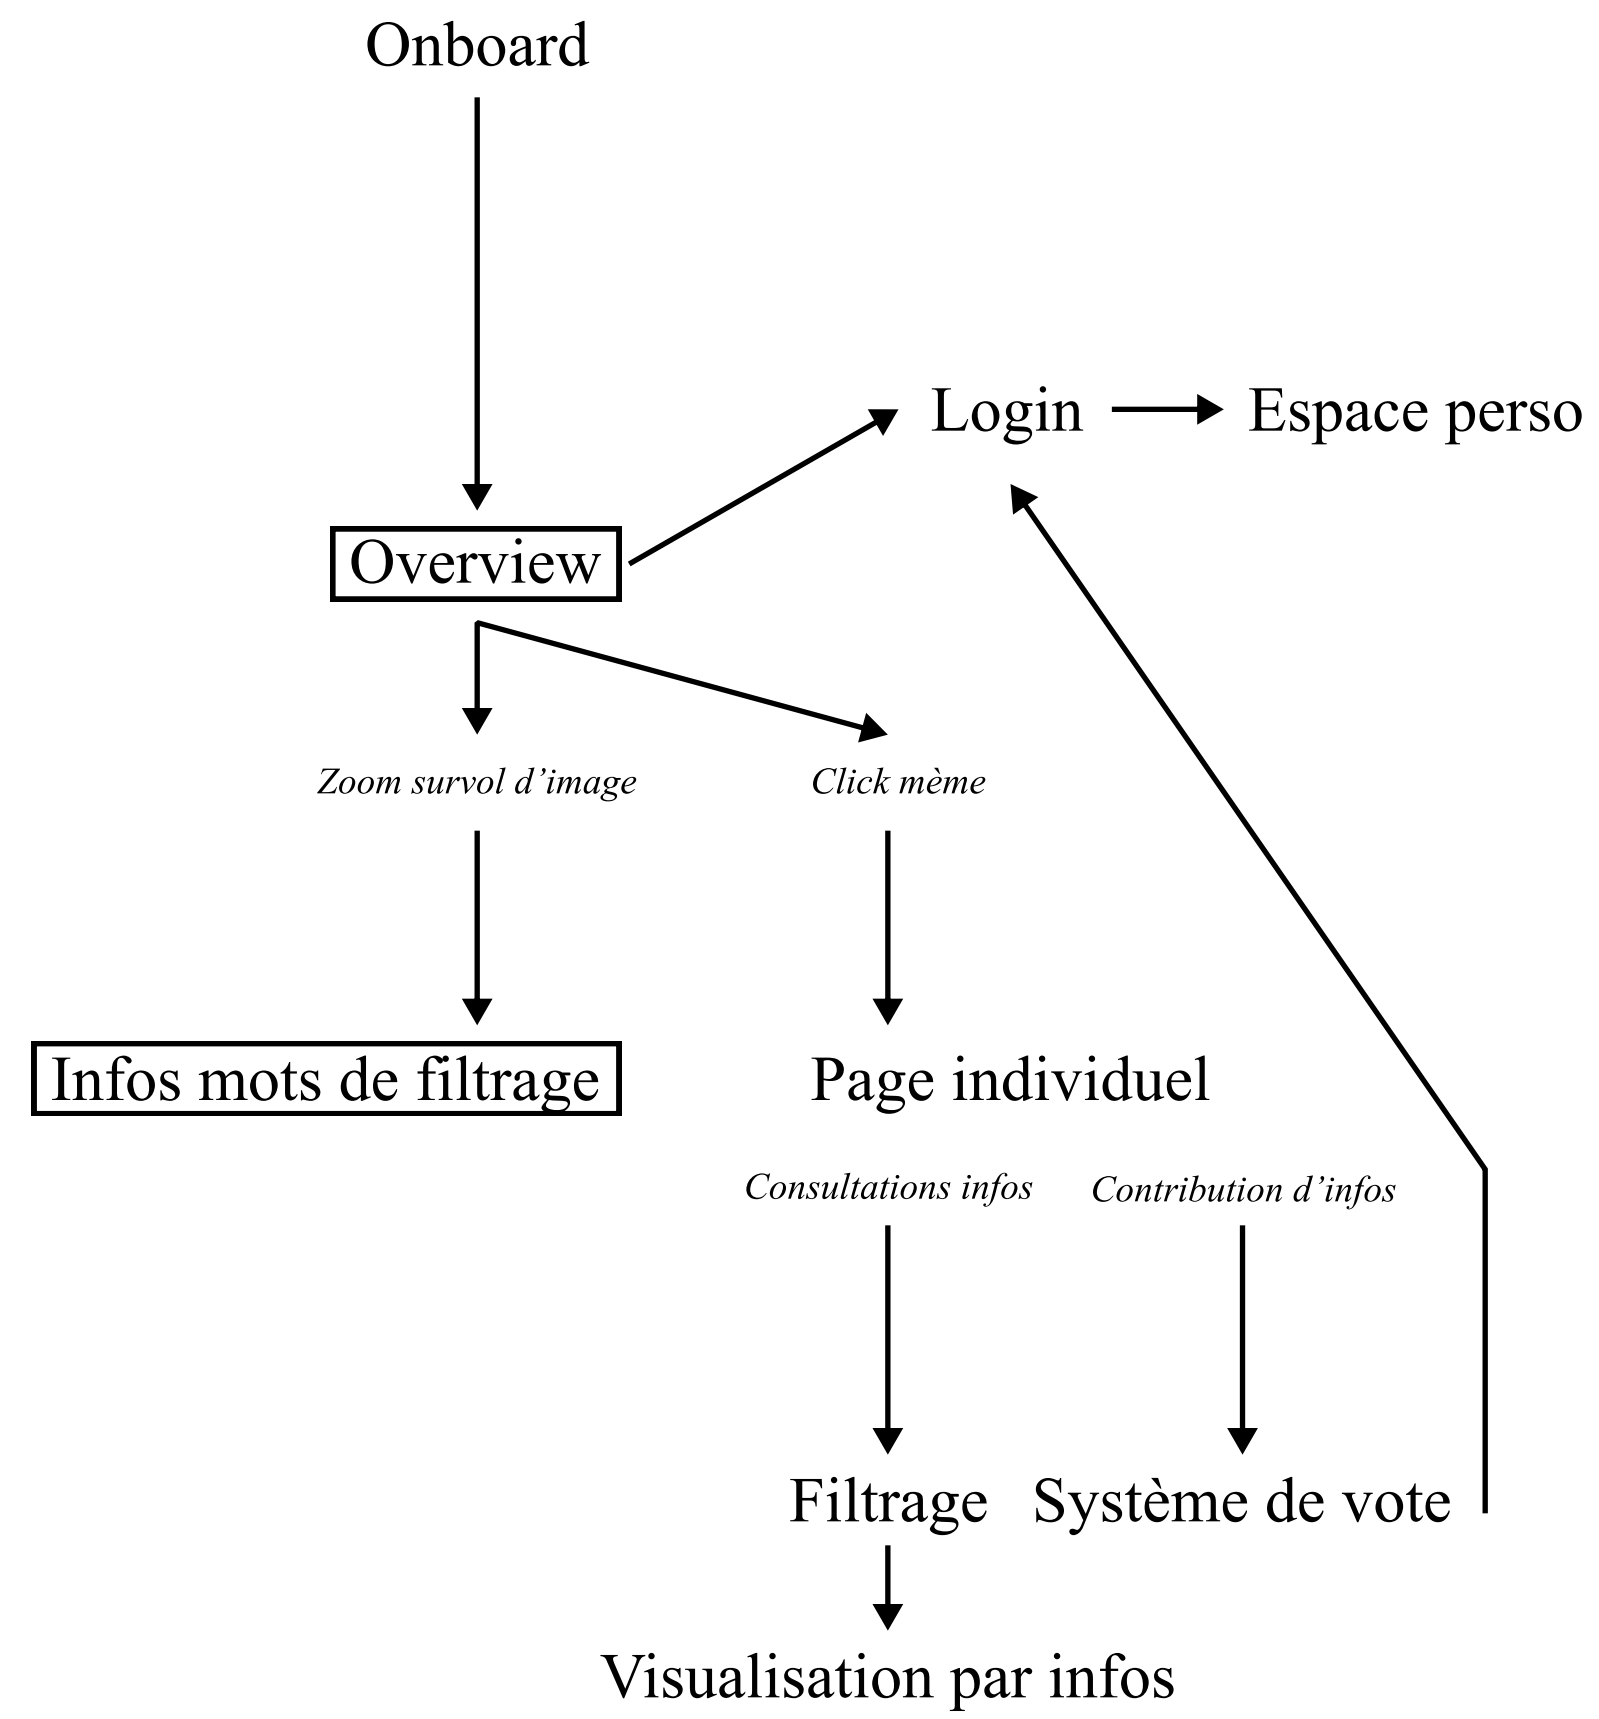 Onboard
Login
Espace perso
Overview
Zoom survol d’image
Click mème
Infos mots de filtrage
Page individuel
Consultations infos
Contribution d’infos
Filtrage
Système de vote
Visualisation par infos